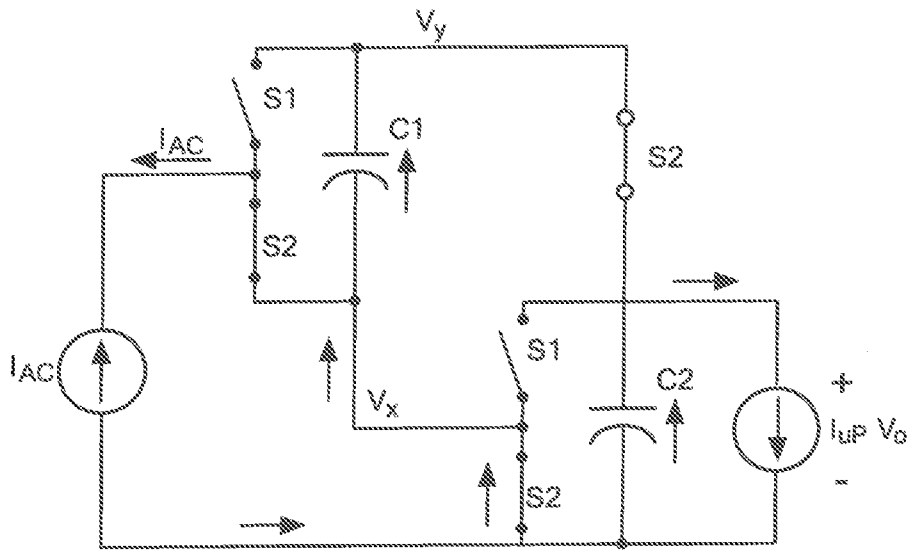 Vy
S1
C1
IAC
S2
S2
S1
IAC
Vx
C2
+
IuP Vo
-
S2